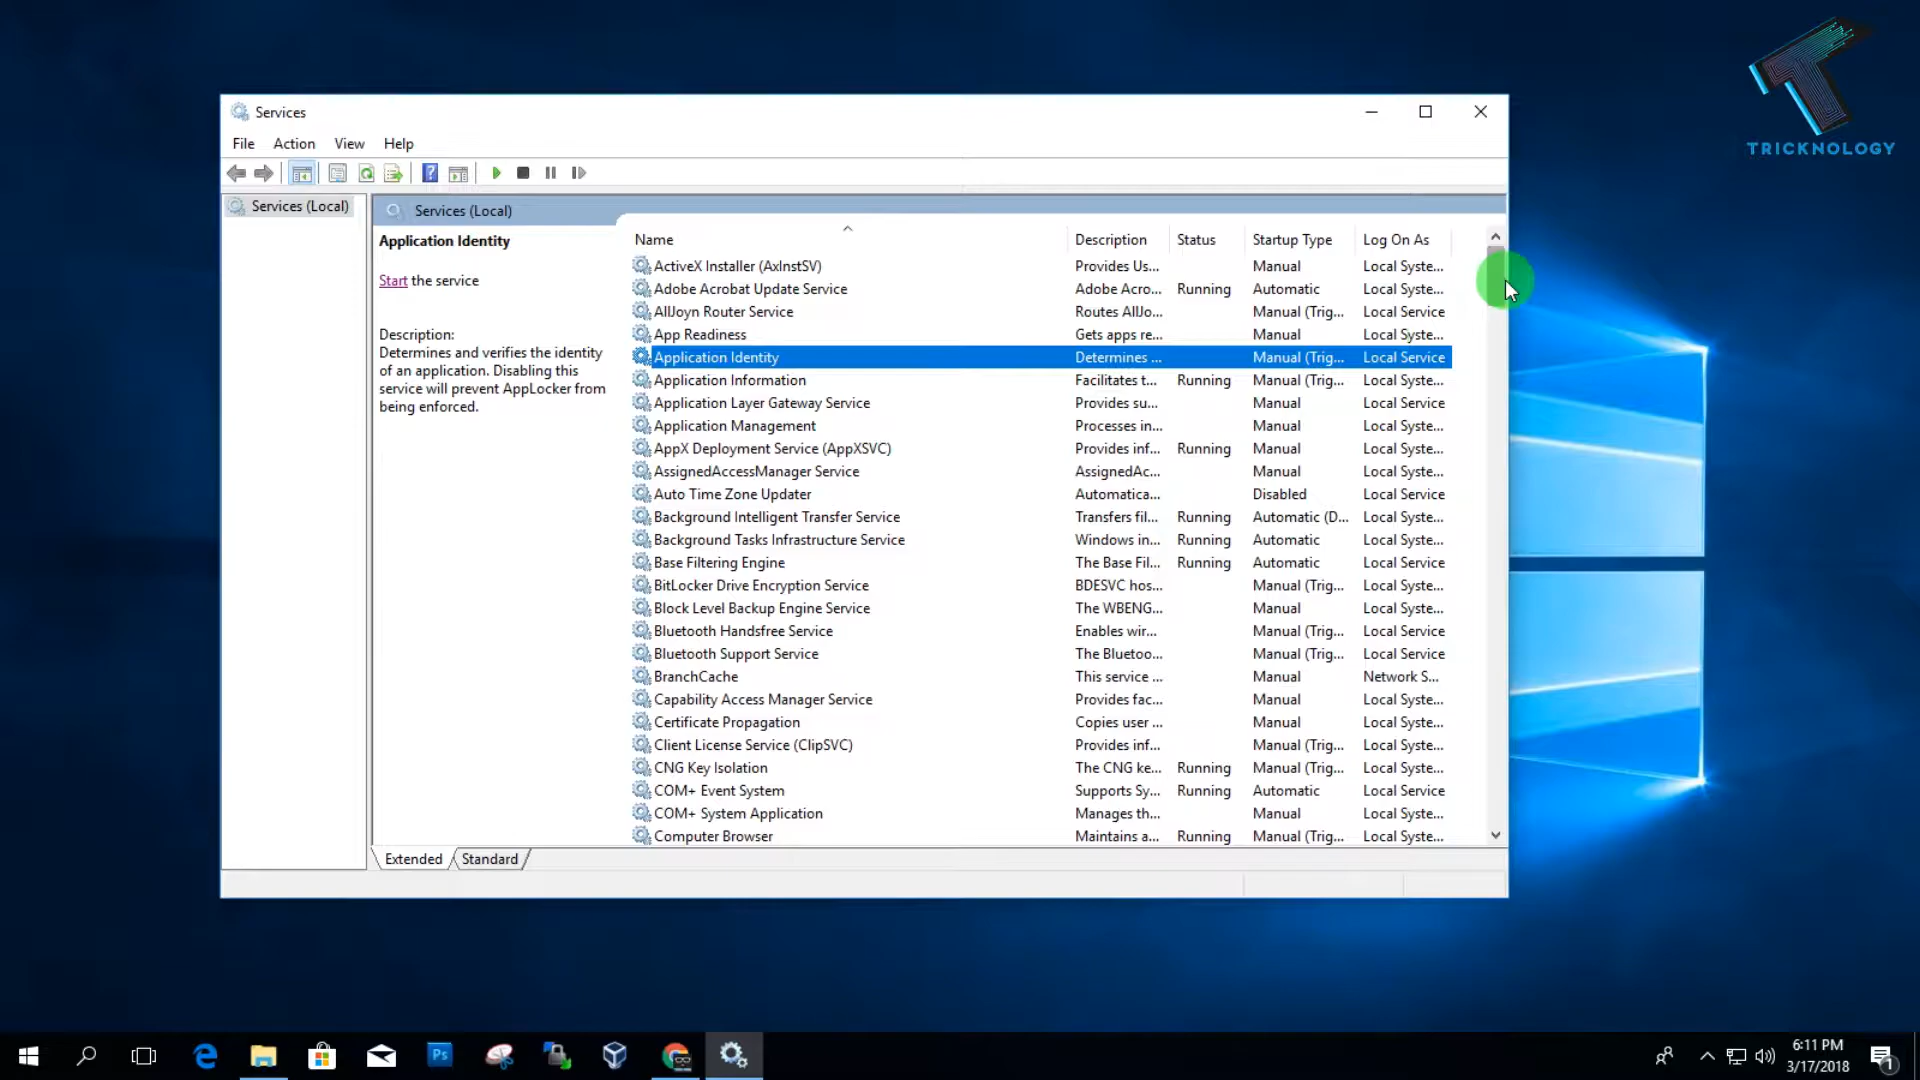 TRICKNOLOGY
Services
File Action View Help
Services (Local)
Services (Local)
Application Identity
Start the service
Description:
Determines and verifies the identity
of an application. Disabling this
service will prevent AppLocker from
being enforced.
Name Description Status Startup Type Log On As
ActiveX Installer (AxInstSV) Provides Us... Manual Local Syste...
Adobe Acrobat Update Service Adobe Acro... Running Automatic Local Syste...
AllJoyn Router Service Routes AllJo... Manual (Trig... Local Service
App Readiness Gets apps re... Manual Local Syste...
Application Identity Determines ... Manual (Trig... Local Service
Application Information Facilitates t... Running Manual (Trig... Local Syste...
Application Layer Gateway Service Provides su... Manual Local Service
Application Management Processes in... Manual Local Syste...
AppX Deployment Service (AppXSVC) Provides inf... Running Manual Local Syste...
AssignedAccessManager Service AssignedAc... Manual Local Syste...
Auto Time Zone Updater Automatica... Disabled Local Service
Background Intelligent Transfer Service Transfers fil... Running Automatic (D... Local Syste...
Background Tasks Infrastructure Service Windows in... Running Automatic Local Syste...
Base Filtering Engine The Base Fil... Running Automatic Local Service
BitLocker Drive Encryption Service BDESVC hos... Manual (Trig... Local Syste...
Block Level Backup Engine Service The WBENG... Manual Local Syste...
Bluetooth Handsfree Service Enables wir... Manual (Trig... Local Service
Bluetooth Support Service The Bluetoo... Manual (Trig... Local Service
BranchCache This service ... Manual Network S...
Capability Access Manager Service Provides fac... Manual Local Syste...
Certificate Propagation Copies user ... Manual Local Syste...
Client License Service (ClipSVC) Provides inf... Manual (Trig... Local Syste...
CNG Key Isolation The CNG ke... Running Manual (Trig... Local Syste...
COM+ Event System Supports Sy... Running Automatic Local Service
COM+ System Application Manages th... Manual Local Syste...
Computer Browser Maintains a... Running Manual (Trig... Local Syste...
Extended Standard
Ps
6:11 PM
3/17/2018
1